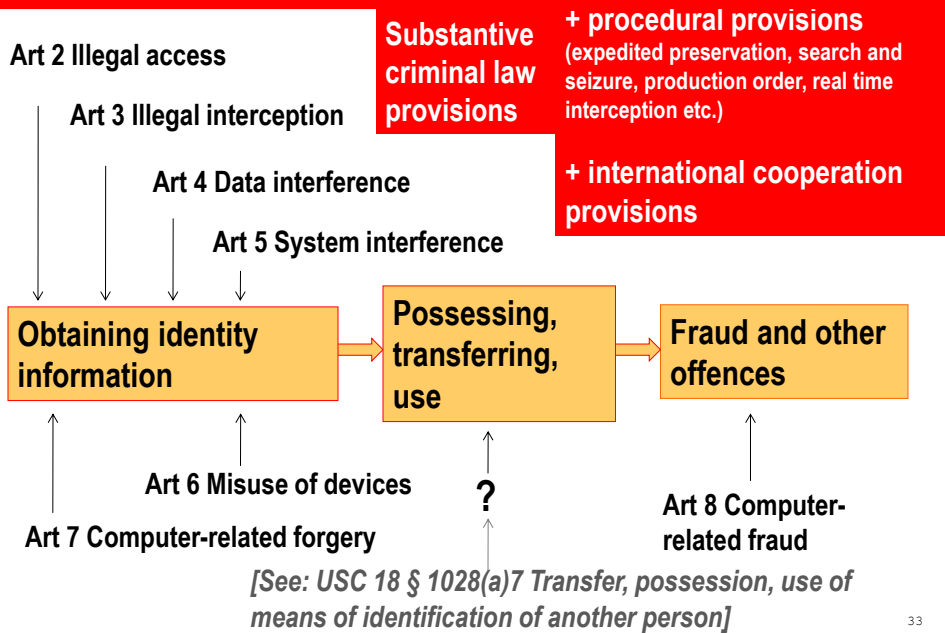 Art 2 Illegal access
Substantive
criminal law
provisions
+ procedural provisions
(expedited preservation, search and
seizure, production order, real time
interception etc.)
+ international cooperation
provisions
Art 3 Illegal interception
Art 4 Data interference
Art 5 System interference
Obtaining identity
information
Possessing,
transferring,
use
Fraud and other
offences
Art 6 Misuse of devices
Art 7 Computer-related forgery
?
Art 8 Computer-
related fraud
[See: USC 18 § 1028(a)7 Transfer, possession, use of
means of identification of another person]
33